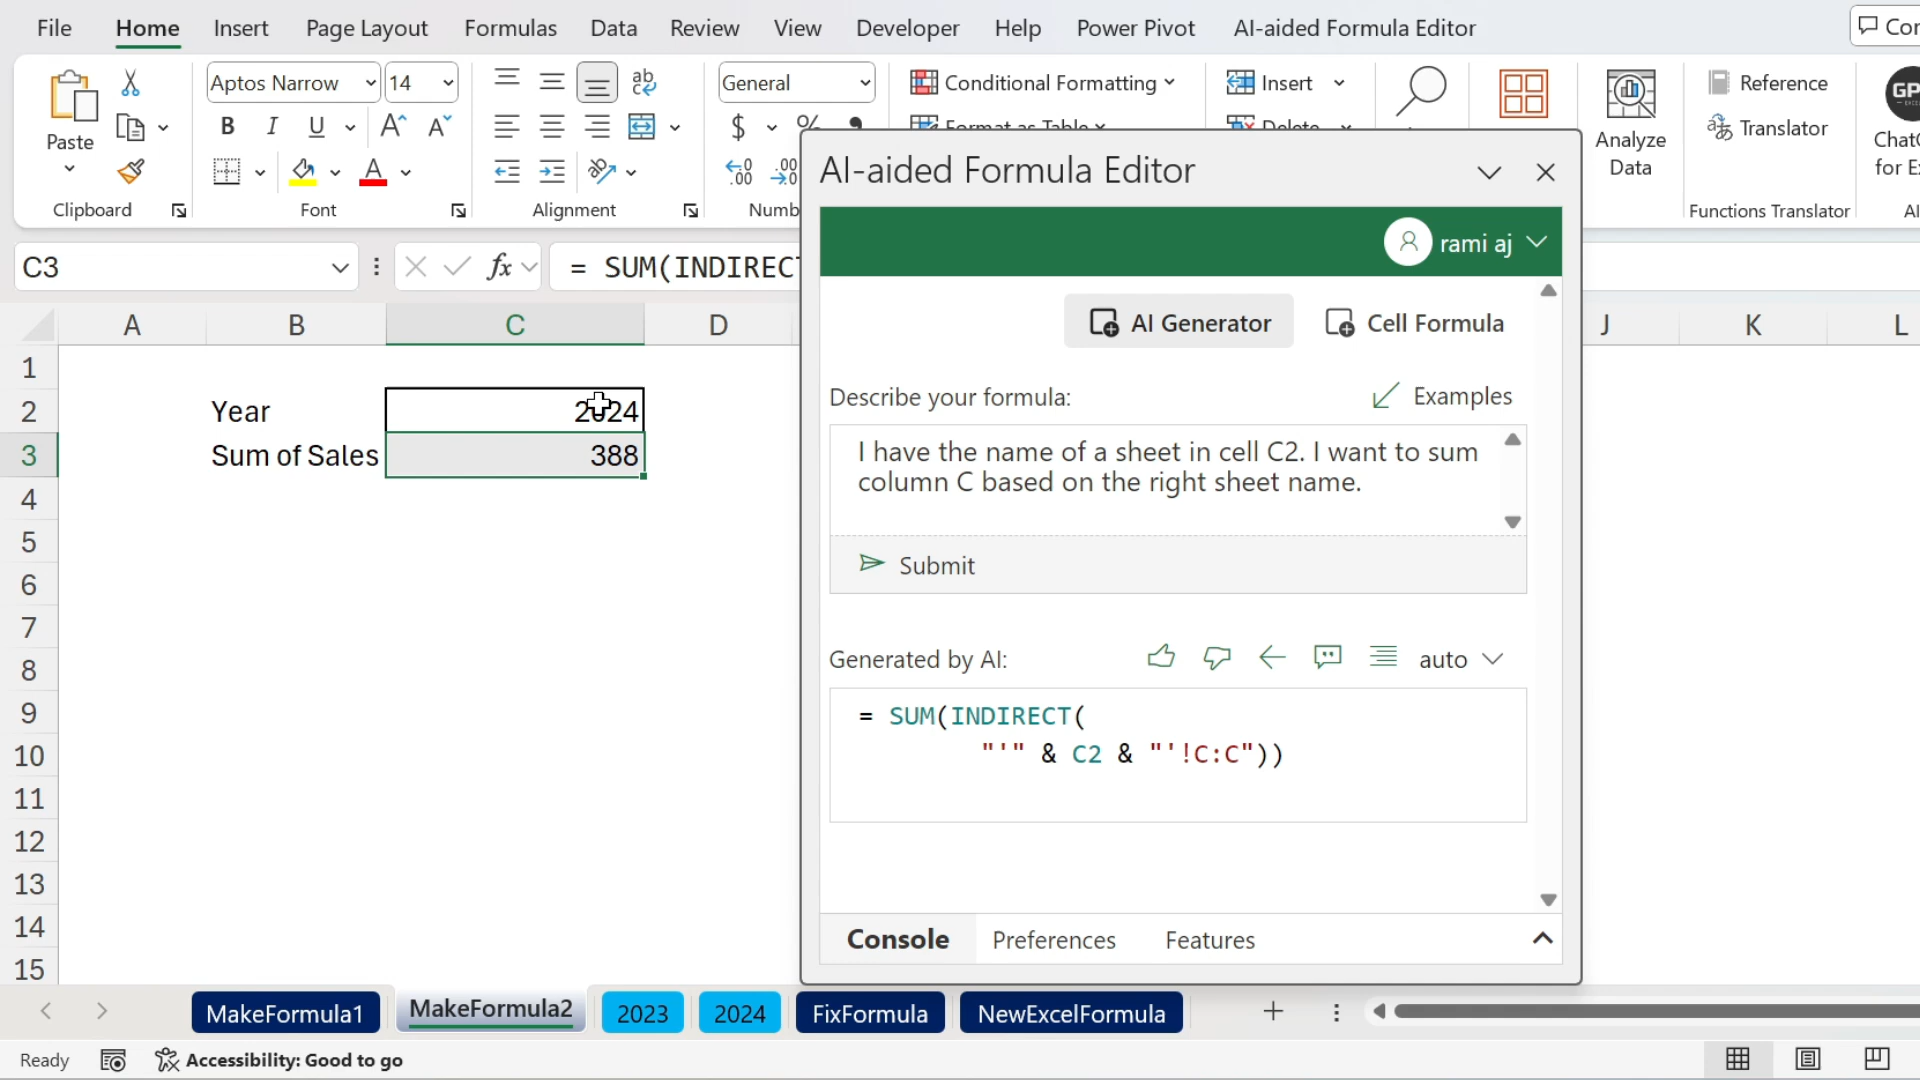 File Home Insert Page Layout Formulas Data Review View Developer Help Power Pivot AI-aided Formula Editor
Aptos Narrow 14 General Conditional Formatting Insert Reference
Paste B I U A A $ % Format as Table Delete Analyze Data Translator
Clipboard Font Alignment Functions Translator
C3 fx = SUM(INDIREC
A B C D J K L
1
2 Year 2024
3 Sum of Sales 388
4
5
6
7
8
9
10
11
12
13
14
15
AI-aided Formula Editor
rami aj
AI Generator Cell Formula
Describe your formula: Examples
I have the name of a sheet in cell C2. I want to sum
column C based on the right sheet name.
Submit
Generated by AI: auto
= SUM(INDIRECT(
"'" & C2 & "'!C:C"))
Console Preferences Features
MakeFormula1 MakeFormula2 2023 2024 FixFormula NewExcelFormula
Ready Accessibility: Good to go